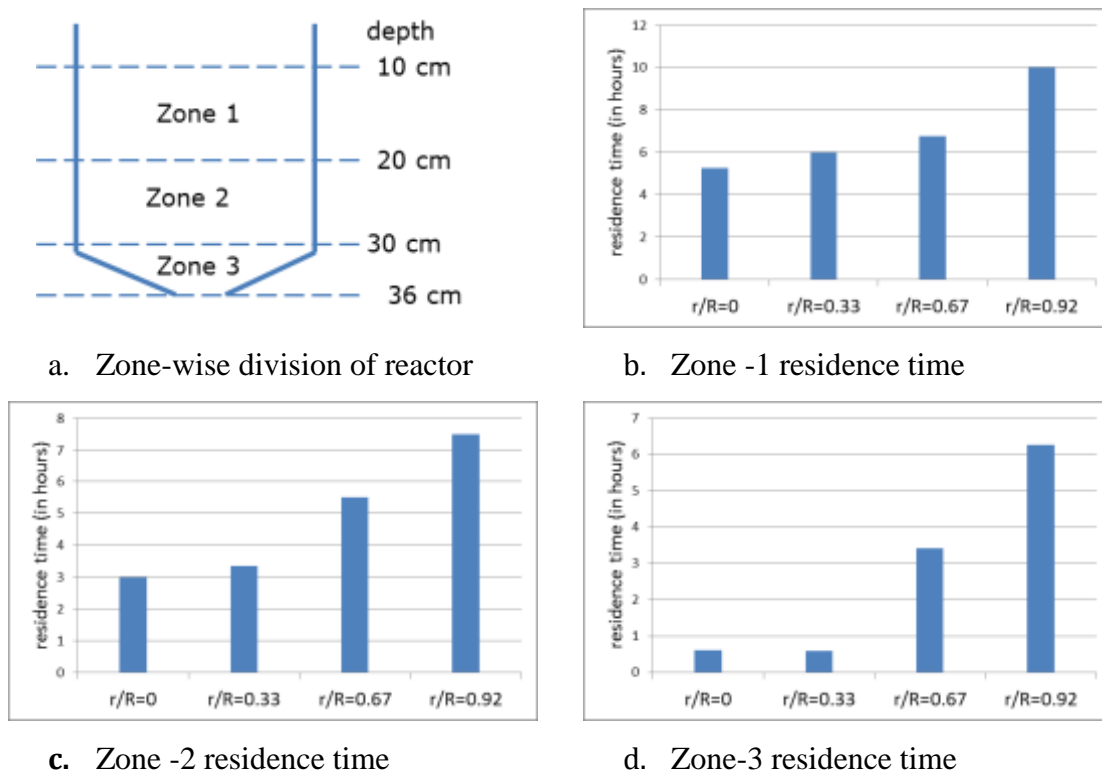 depth
10 cm
Zone 1
20 cm
Zone 2
30 cm
Zone 3
36 cm
a. Zone-wise division of reactor
residence time (in hours)
12
10
8
6
4
2
0
r/R=0 r/R=0.33 r/R=0.67 r/R=0.92
b. Zone -1 residence time
residence time (in hours)
8
7
6
5
4
3
2
1
0
r/R=0 r/R=0.33 r/R=0.67 r/R=0.92
c. Zone -2 residence time
residence time (in hours)
7
6
5
4
3
2
1
0
r/R=0 r/R=0.33 r/R=0.67 r/R=0.92
d. Zone-3 residence time